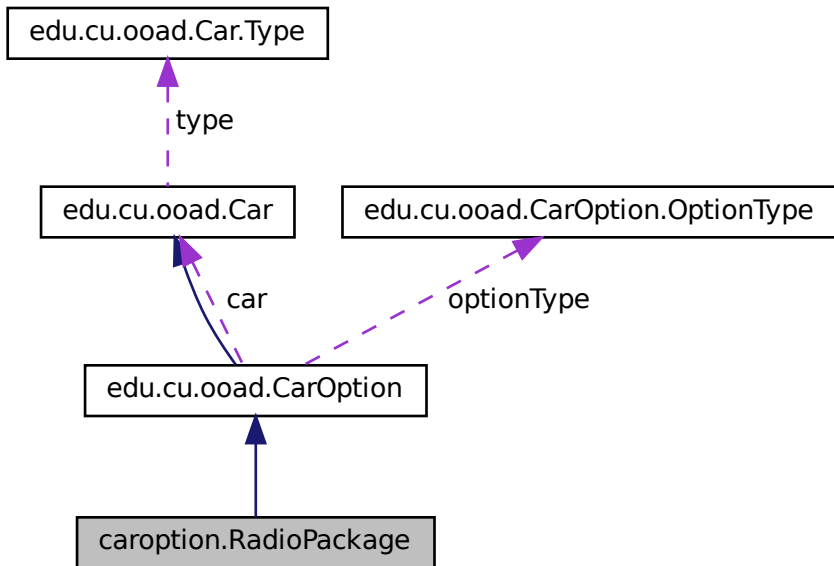 edu.cu.ooad.Car.Type
type
edu.cu.ooad.Car
edu.cu.ooad.CarOption.OptionType
car
optionType
edu.cu.ooad.CarOption
caroption.RadioPackage